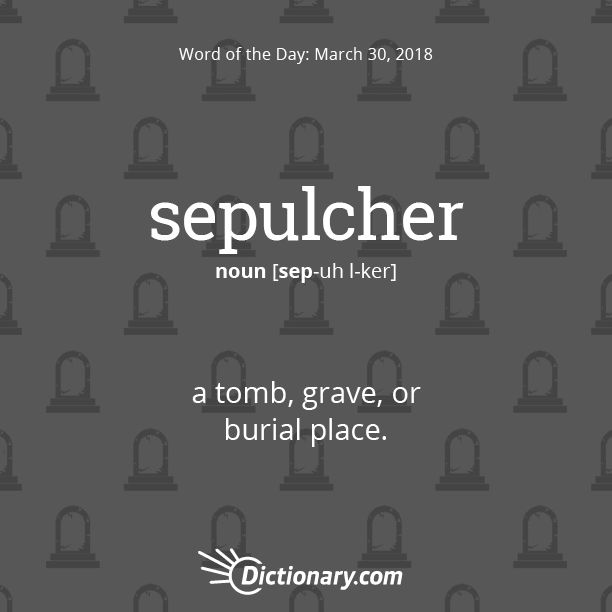 Word of the Day: March 30, 2018
sepulcher
noun [sep-uh l-ker]
a tomb, grave, or
burial place.
Dictionary.com